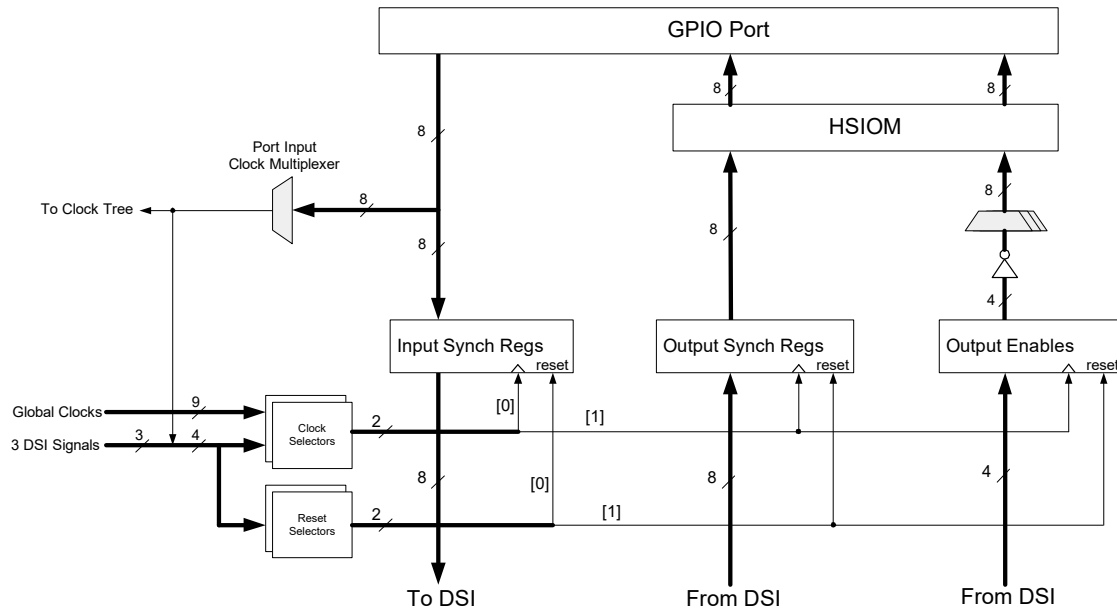 GPIO Port
8
8
HSIOM
8
Port Input
Clock Multiplexer
To Clock Tree
8
8
8
8
4
Input Synch Regs
reset
Output Synch Regs
reset
Output Enables
reset
[0]
Global Clocks
9
Clock
Selectors
2
[1]
3 DSI Signals
3
4
8
[0]
8
4
Reset
Selectors
2
[1]
To DSI
From DSI
From DSI